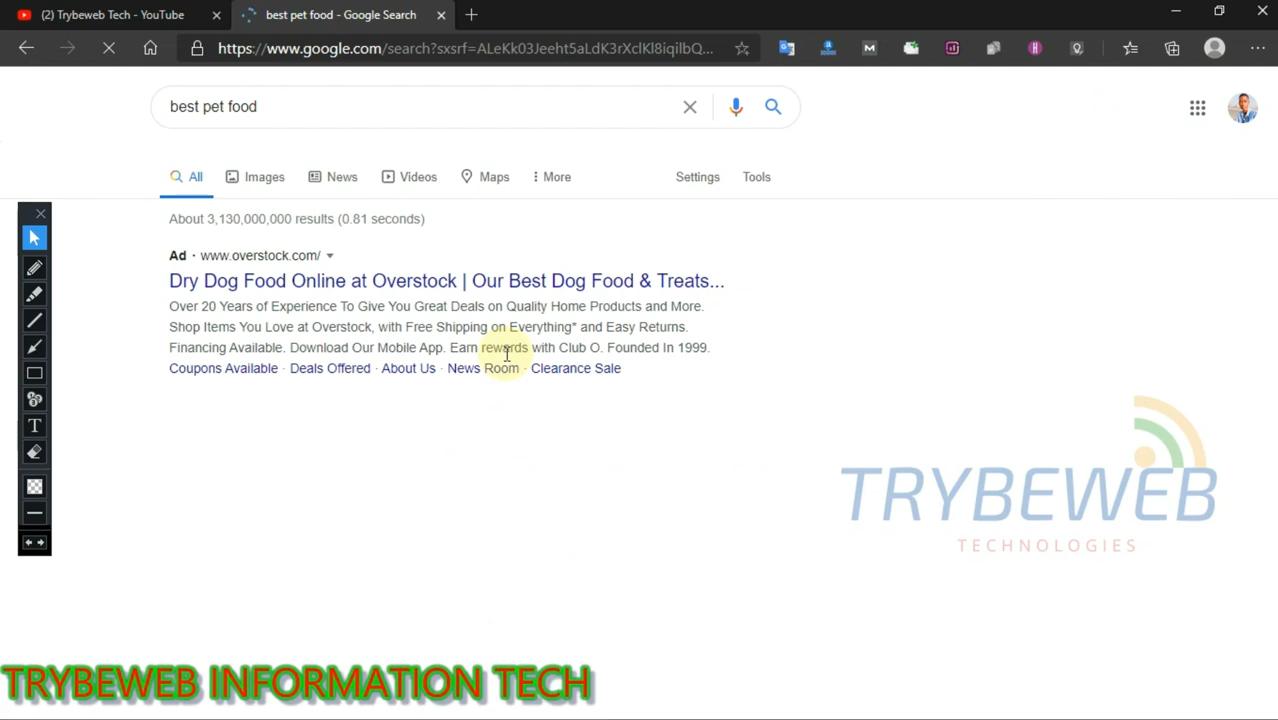 (2) Trybeweb Tech - YouTube
best pet food - Google Search
https://www.google.com/search?sxsrf=ALeKk03Jeeht5aLdK3rXclKl8iqilbQ...
best pet food
All
Images
News
Videos
Maps
More
Settings
Tools
About 3,130,000,000 results (0.81 seconds)
Ad · www.overstock.com/
Dry Dog Food Online at Overstock | Our Best Dog Food & Treats...
Over 20 Years of Experience To Give You Great Deals on Quality Home Products and More.
Shop Items You Love at Overstock, with Free Shipping on Everything* and Easy Returns.
Financing Available. Download Our Mobile App. Earn rewards with Club O. Founded In 1999.
Coupons Available · Deals Offered · About Us · News Room · Clearance Sale
TRYBEWEB
TECHNOLOGIES
TRYBEWEB INFORMATION TECH